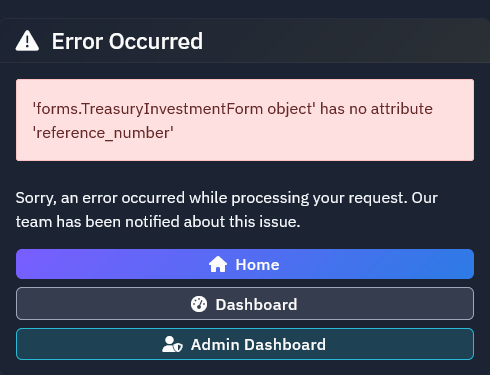 Error Occurred
'forms.TreasuryInvestmentForm object' has no attribute
'reference_number'
Sorry, an error occurred while processing your request. Our
team has been notified about this issue.
Home
Dashboard
Admin Dashboard